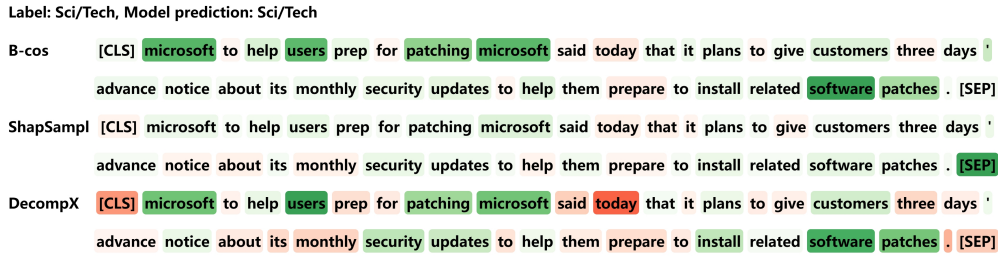 Label: Sci/Tech, Model prediction: Sci/Tech
B-cos [CLS] microsoft to help users prep for patching microsoft said today that it plans to give customers three days '
advance notice about its monthly security updates to help them prepare to install related software patches . [SEP]
ShapSampl [CLS] microsoft to help users prep for patching microsoft said today that it plans to give customers three days '
advance notice about its monthly security updates to help them prepare to install related software patches . [SEP]
DecompX [CLS] microsoft to help users prep for patching microsoft said today that it plans to give customers three days '
advance notice about its monthly security updates to help them prepare to install related software patches . [SEP]